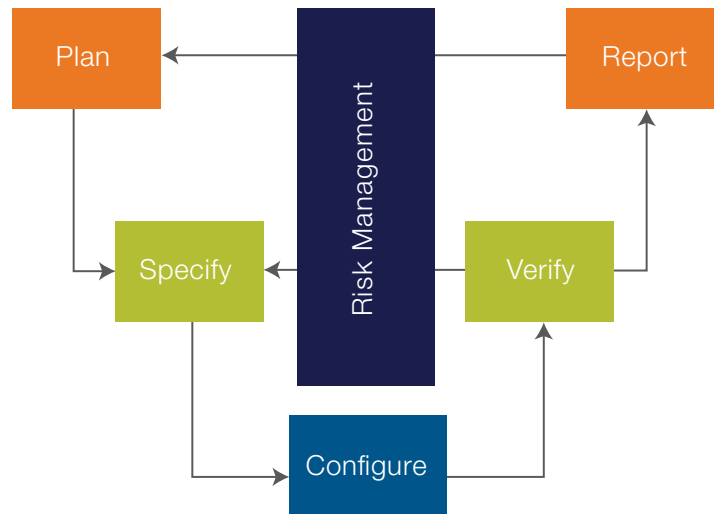 Plan
Report
Risk Management
Specify
Verify
Configure